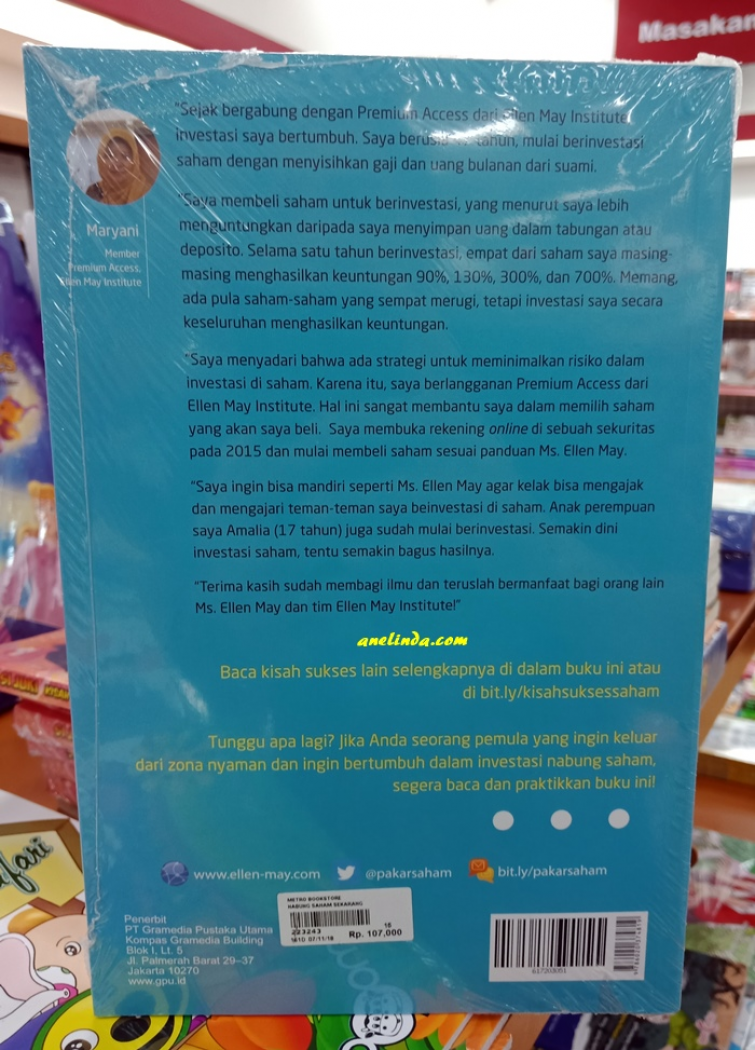 Masakan
"Sejak bergabung dengan Premium Access dari Ellen May Institute,
investasi saya bertumbuh. Saya berusia tahun, mulai berinvestasi
saham dengan menyisihkan gaji dan uang bulanan dari suami.
"Saya membeli saham untuk berinvestasi, yang menurut saya lebih
menguntungkan daripada saya menyimpan uang dalam tabungan atau
deposito. Selama satu tahun berinvestasi, empat dari saham saya masing-
masing menghasilkan keuntungan 90%, 130%, 300%, dan 700%. Memang,
ada pula saham-saham yang sempat merugi, tetapi investasi saya secara
keseluruhan menghasilkan keuntungan.
Maryani
Member
Premium Access,
Ellen May Institute
"Saya menyadari bahwa ada strategi untuk meminimalkan risiko dalam
investasi di saham. Karena itu, saya berlangganan Premium Access dari
Ellen May Institute. Hal ini sangat membantu saya dalam memilih saham
yang akan saya beli. Saya membuka rekening online di sebuah sekuritas
pada 2015 dan mulai membeli saham sesuai panduan Ms. Ellen May.
"Saya ingin bisa mandiri seperti Ms. Ellen May agar kelak bisa mengajak
dan mengajari teman-teman saya beinvestasi di saham. Anak perempuan
saya Amalia (17 tahun) juga sudah mulai berinvestasi. Semakin dini
investasi saham, tentu semakin bagus hasilnya.
"Terima kasih sudah membagi ilmu dan teruslah bermanfaat bagi orang lain
Ms. Ellen May dan tim Ellen May Institute!"
anelinda.com
Baca kisah sukses lain selengkapnya di dalam buku ini atau
di bit.ly/kisahsuksessaham
Tunggu apa lagi? Jika Anda seorang pemula yang ingin keluar
dari zona nyaman dan ingin bertumbuh dalam investasi nabung saham,
segera baca dan praktikkan buku ini!
www.ellen-may.com @pakarsaham bit.ly/pakarsaham
Penerbit
PT Gramedia Pustaka Utama
Kompas Gramedia Building
Blok I, Lt. 5
Jl. Palmerah Barat 29–37
Jakarta 10270
www.gpu.id
METRO BOOKSTORE
NABUNG SAHAM SEKARANG
223243 18
1810 07/11/18 Rp. 107,000
617203051
SI JUKI
fari